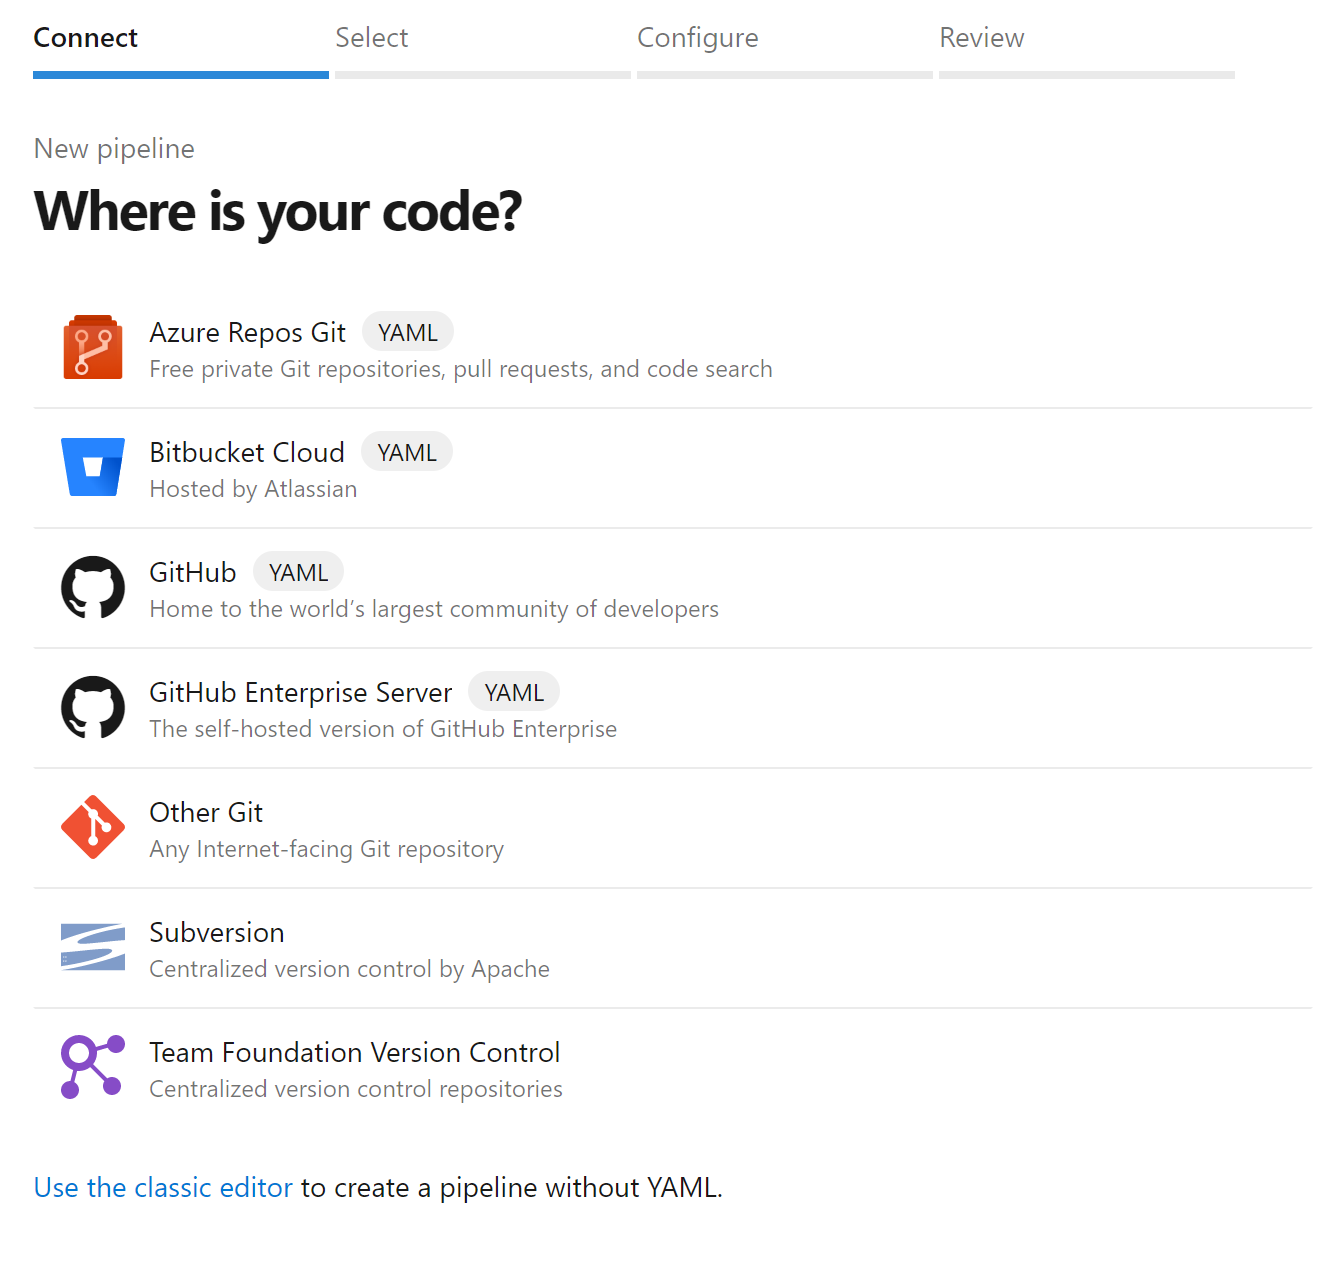 Connect
Select
Configure
Review
New pipeline
Where is your code?
Azure Repos Git YAML
Free private Git repositories, pull requests, and code search
Bitbucket Cloud YAML
Hosted by Atlassian
GitHub YAML
Home to the world’s largest community of developers
GitHub Enterprise Server YAML
The self-hosted version of GitHub Enterprise
Other Git
Any Internet-facing Git repository
Subversion
Centralized version control by Apache
Team Foundation Version Control
Centralized version control repositories
Use the classic editor to create a pipeline without YAML.